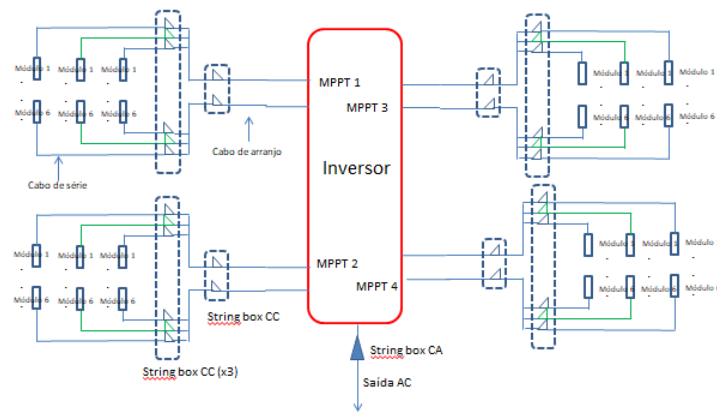 Módulo 1 Módulo 1 Módulo 1
Módulo 6 Módulo 6 Módulo 6
Cabo de série
Cabo de arranjo
MPPT 1
MPPT 3
Inversor
MPPT 2
MPPT 4
Módulo 1 Módulo 1 Módulo 1
Módulo 6 Módulo 6 Módulo 6
Módulo 1 Módulo 1 Módulo 1
Módulo 6 Módulo 6 Módulo 6
String box CC
String box CC (x3)
Módulo 1 Módulo 1 Módulo
Módulo 6 Módulo 6 Módulo
String box CA
Saída AC